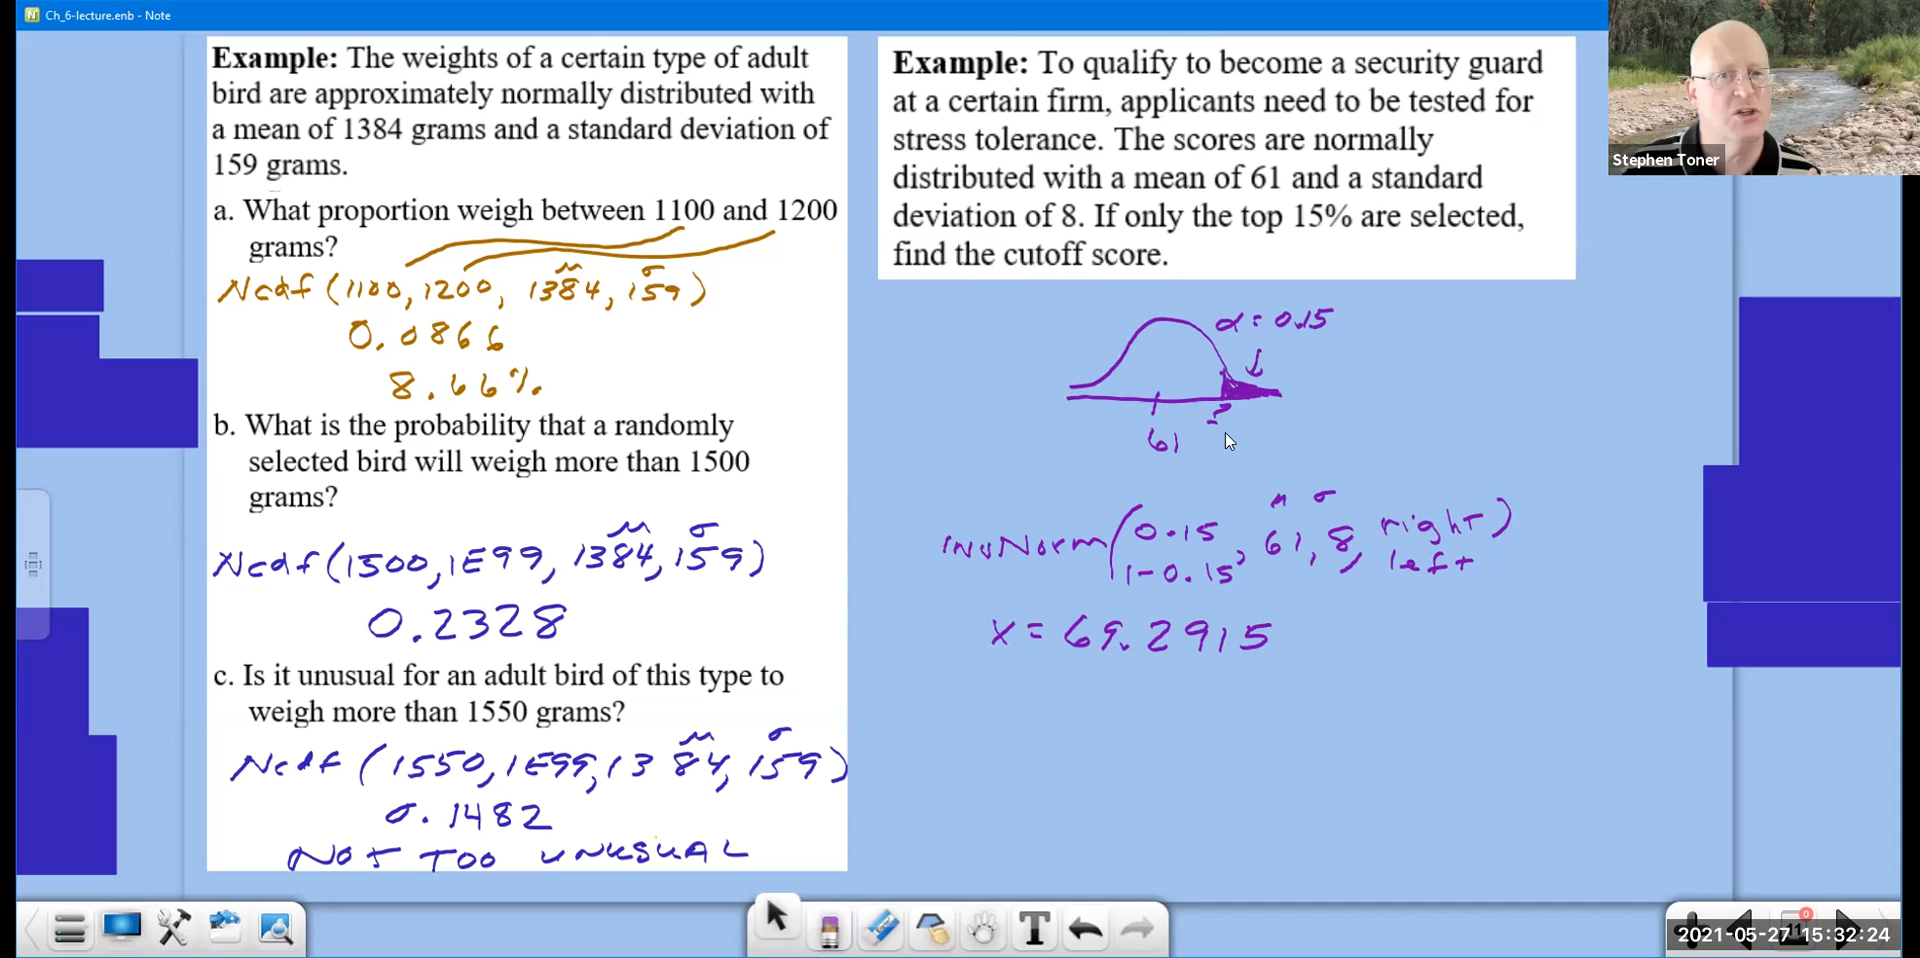 Ch_6-lecture.enb - Note
Example: The weights of a certain type of adult
bird are approximately normally distributed with
a mean of 1384 grams and a standard deviation of
159 grams.
a. What proportion weigh between 1100 and 1200
grams?
Ncdf (1100, 1200, 1384, 159)
μ σ
0.0866
8.66%
b. What is the probability that a randomly
selected bird will weigh more than 1500
grams?
μ σ
Ncdf (1500, 1E99, 1384, 159)
0.2328
c. Is it unusual for an adult bird of this type to
weigh more than 1550 grams?
μ σ
Ncdf (1550, 1E99, 1384, 159)
0.1482
NOT TOO UNUSUAL
Example: To qualify to become a security guard
at a certain firm, applicants need to be tested for
stress tolerance. The scores are normally
distributed with a mean of 61 and a standard
deviation of 8. If only the top 15% are selected,
find the cutoff score.
α = 0.15
61 ?
μ σ
InvNorm (0.15, 61, 8, right)
1-0.15 left
x = 69.2915
Stephen Toner
T
0
11
2021-05-27 15:32:24